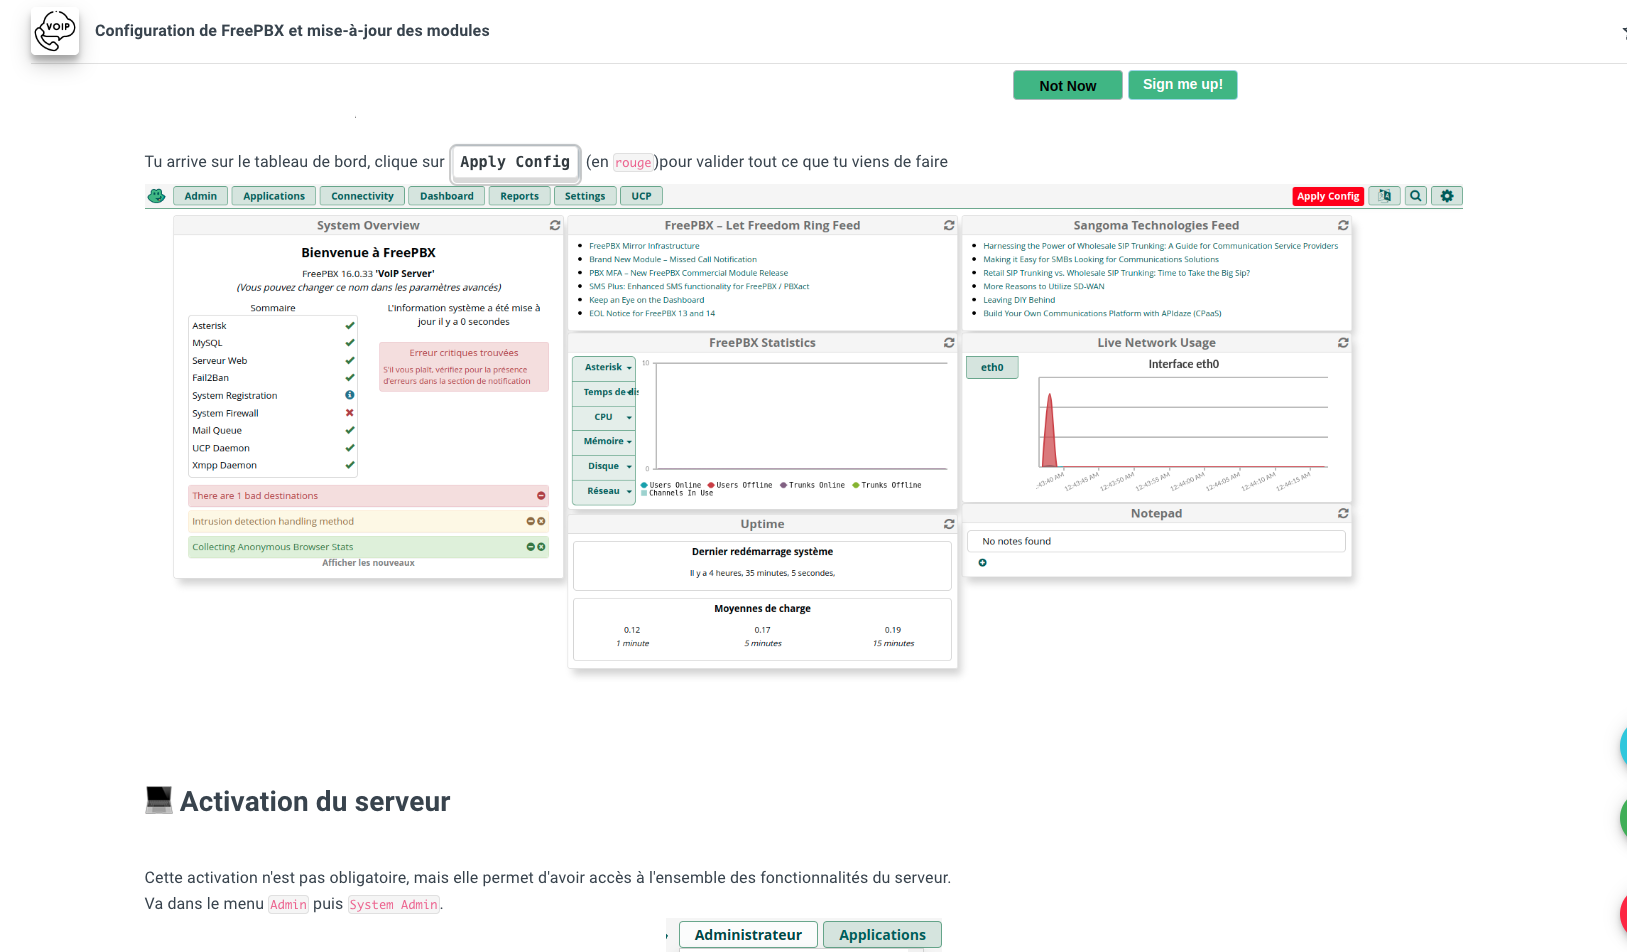 VOIP
Configuration de FreePBX et mise-à-jour des modules
Not Now
Sign me up!
Tu arrive sur le tableau de bord, clique sur Apply Config (en rouge)pour valider tout ce que tu viens de faire
Admin
Applications
Connectivity
Dashboard
Reports
Settings
UCP
Apply Config
System Overview
Bienvenue à FreePBX
FreePBX 16.0.33 'VoIP Server'
(Vous pouvez changer ce nom dans les paramètres avancés)
Sommaire
Asterisk
MySQL
Serveur Web
Fail2Ban
System Registration
System Firewall
Mail Queue
UCP Daemon
Xmpp Daemon
L'information système a été mise à
jour il y a 0 secondes
Erreur critiques trouvées
S'il vous plaît, vérifiez pour la présence
d'erreurs dans la section de notification
There are 1 bad destinations
Intrusion detection handling method
Collecting Anonymous Browser Stats
Afficher les nouveaux
FreePBX – Let Freedom Ring Feed
FreePBX Mirror Infrastructure
Brand New Module – Missed Call Notification
PBX MFA – New FreePBX Commercial Module Release
SMS Plus: Enhanced SMS functionality for FreePBX / PBXact
Keep an Eye on the Dashboard
EOL Notice for FreePBX 13 and 14
FreePBX Statistics
Asterisk
Temps de dis
CPU
Mémoire
Disque
Réseau
10
0
Users Online
Users Offline
Trunks Online
Trunks Offline
Channels In Use
Uptime
Dernier redémarrage système
Il y a 4 heures, 35 minutes, 5 secondes,
Moyennes de charge
0.12
0.17
0.19
1 minute
5 minutes
15 minutes
Sangoma Technologies Feed
Harnessing the Power of Wholesale SIP Trunking: A Guide for Communication Service Providers
Making it Easy for SMBs Looking for Communications Solutions
Retail SIP Trunking vs. Wholesale SIP Trunking: Time to Take the Big Sip?
More Reasons to Utilize SD-WAN
Leaving DIY Behind
Build Your Own Communications Platform with APIdaze (CPaaS)
Live Network Usage
eth0
Interface eth0
:43:40 AM
12:43:45 AM
12:43:50 AM
12:43:55 AM
12:44:00 AM
12:44:05 AM
12:44:10 AM
12:44:15 AM
Notepad
No notes found
Activation du serveur
Cette activation n'est pas obligatoire, mais elle permet d'avoir accès à l'ensemble des fonctionnalités du serveur.
Va dans le menu Admin puis System Admin.
Administrateur
Applications